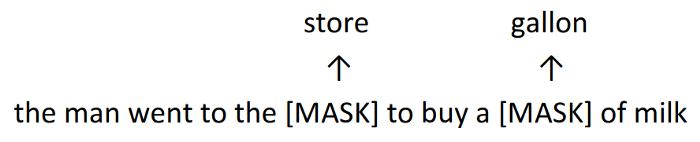 store gallon
↑ ↑
the man went to the [MASK] to buy a [MASK] of milk